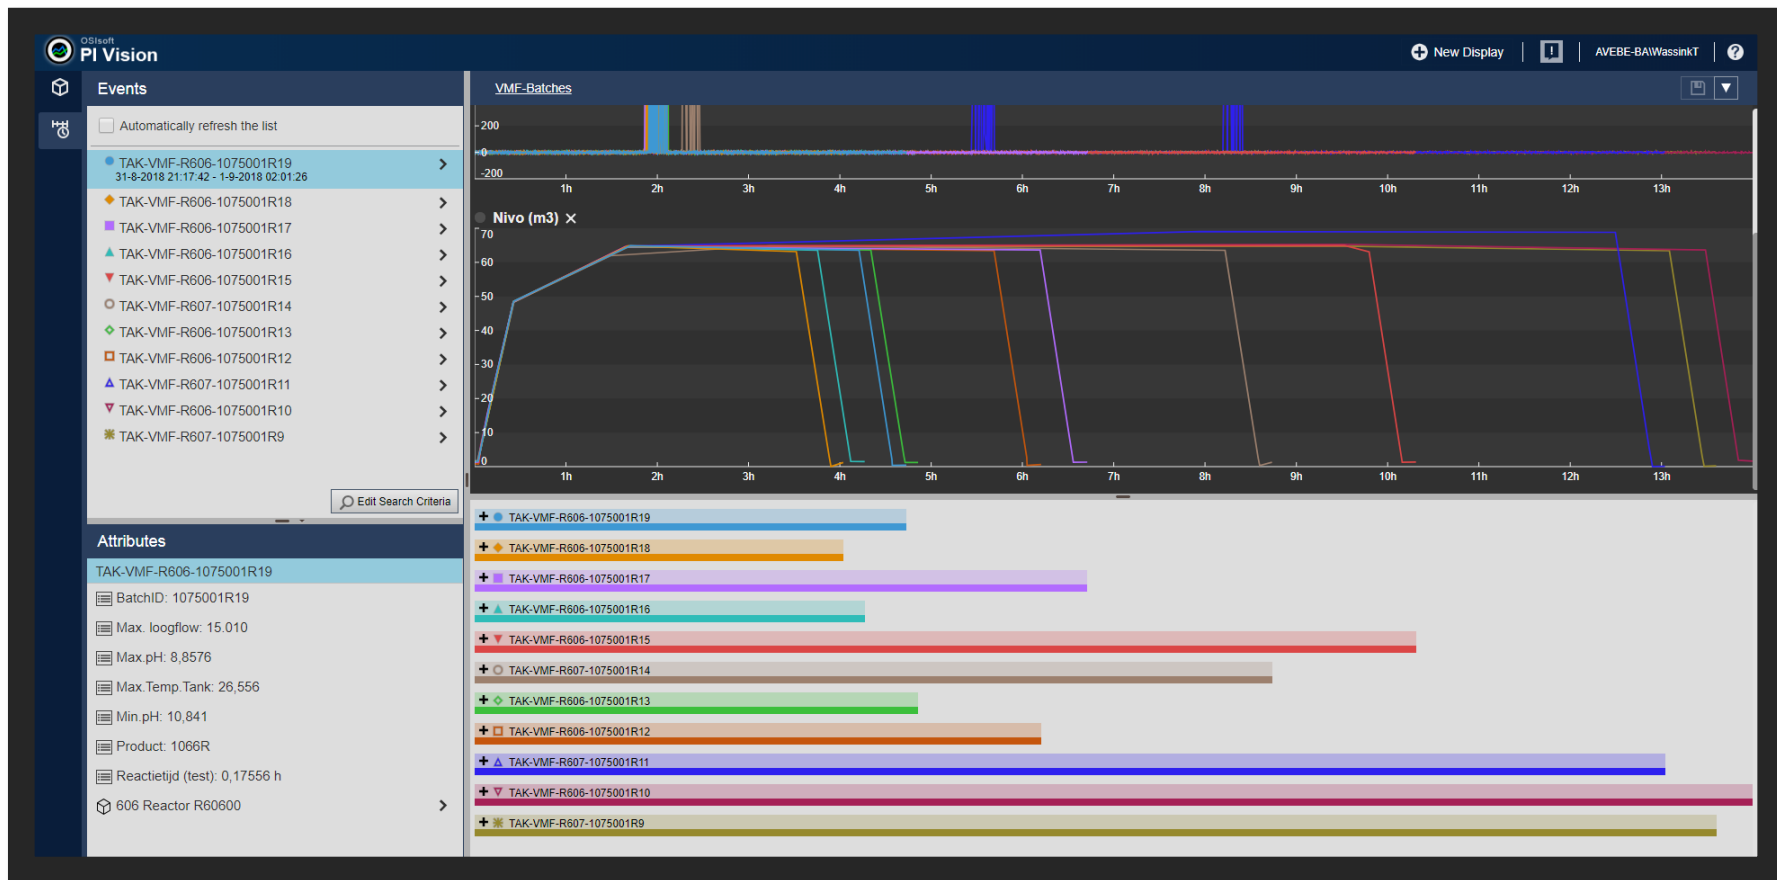 OSIsoft
PI Vision
New Display
AVEBE-BA\WassinkT
?
Events
Automatically refresh the list
TAK-VMF-R606-1075001R19
31-8-2018 21:17:42 - 1-9-2018 02:01:26
TAK-VMF-R606-1075001R18
TAK-VMF-R606-1075001R17
TAK-VMF-R606-1075001R16
TAK-VMF-R606-1075001R15
TAK-VMF-R607-1075001R14
TAK-VMF-R606-1075001R13
TAK-VMF-R606-1075001R12
TAK-VMF-R607-1075001R11
TAK-VMF-R606-1075001R10
TAK-VMF-R607-1075001R9
Edit Search Criteria
Attributes
TAK-VMF-R606-1075001R19
BatchID: 1075001R19
Max. loogflow: 15.010
Max.pH: 8,8576
Max.Temp.Tank: 26,556
Min.pH: 10,841
Product: 1066R
Reactietijd (test): 0,17556 h
606 Reactor R60600
VMF-Batches
200
0
-200
1h 2h 3h 4h 5h 6h 7h 8h 9h 10h 11h 12h 13h
Nivo (m3)
70
60
50
40
30
20
10
0
1h 2h 3h 4h 5h 6h 7h 8h 9h 10h 11h 12h 13h
TAK-VMF-R606-1075001R19
TAK-VMF-R606-1075001R18
TAK-VMF-R606-1075001R17
TAK-VMF-R606-1075001R16
TAK-VMF-R606-1075001R15
TAK-VMF-R607-1075001R14
TAK-VMF-R606-1075001R13
TAK-VMF-R606-1075001R12
TAK-VMF-R607-1075001R11
TAK-VMF-R606-1075001R10
TAK-VMF-R607-1075001R9